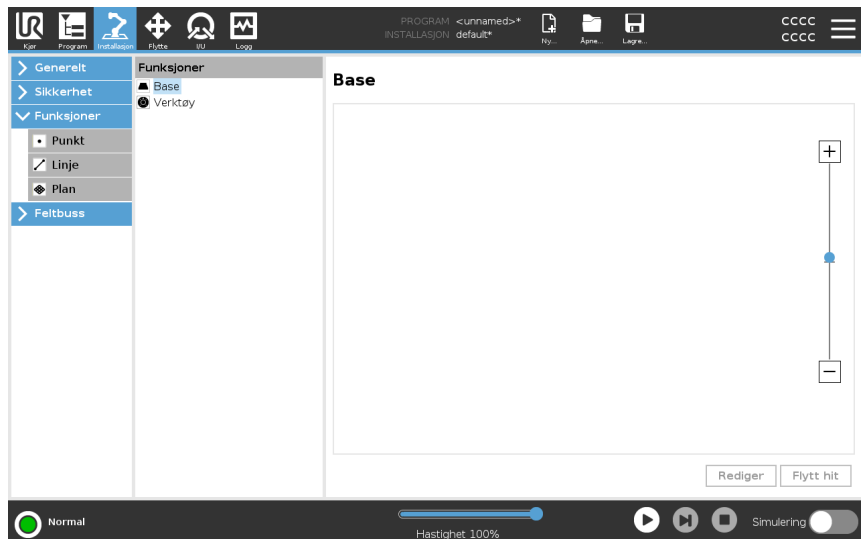 UR
PROGRAM <unnamed>*
INSTALLASJON default*
cccc
cccc
Kjør Program Installasjon Flytte I/U Logg
Ny... Åpne... Lagre...
Generelt
Sikkerhet
Funksjoner
Punkt
Linje
Plan
Feltbuss
Funksjoner
Base
Verktøy
Base
+
−
Rediger Flytt hit
Normal
Hastighet 100%
Simulering